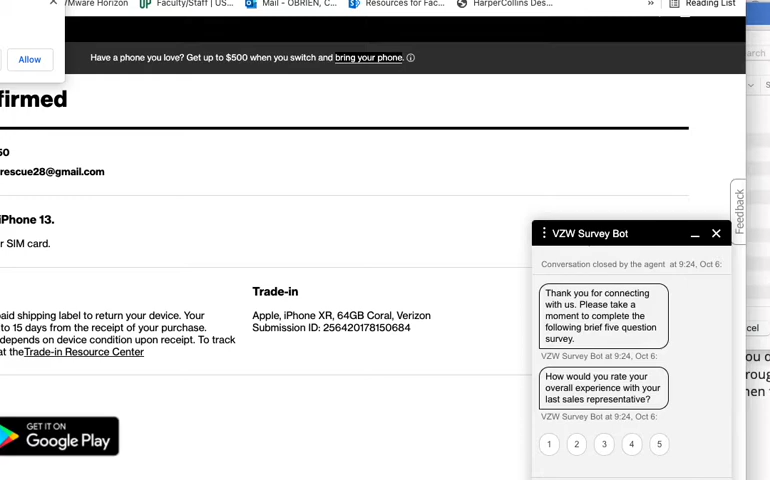 VMware Horizon
Faculty/Staff | US...
Mail - OBRIEN, C...
Resources for Fac...
HarperCollins Des...
»
Reading List
Allow
Have a phone you love? Get up to $500 when you switch and bring your phone.
firmed
50
rescue28@gmail.com
iPhone 13.
r SIM card.
aid shipping label to return your device. Your
to 15 days from the receipt of your purchase.
depends on device condition upon receipt. To track
at theTrade-in Resource Center
Trade-in
Apple, iPhone XR, 64GB Coral, Verizon
Submission ID: 256420178150684
GET IT ON
Google Play
Feedback
VZW Survey Bot
Conversation closed by the agent at 9:24, Oct 6:
Thank you for connecting
with us. Please take a
moment to complete the
following brief five question
survey.
VZW Survey Bot at 9:24, Oct 6:
How would you rate your
overall experience with your
last sales representative?
VZW Survey Bot at 9:24, Oct 6:
1 2 3 4 5
arch
cel